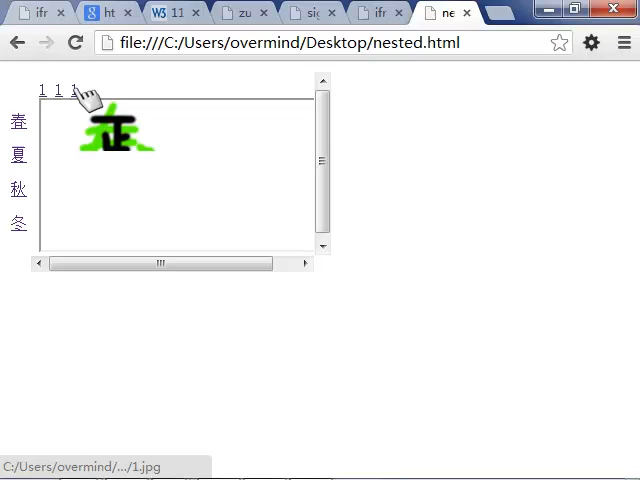 ifr
ht
11
zu
sig
ifr
ne
file:///C:/Users/overmind/Desktop/nested.html
1 1 1
春
夏
秋
冬
正
C:/Users/overmind/.../1.jpg